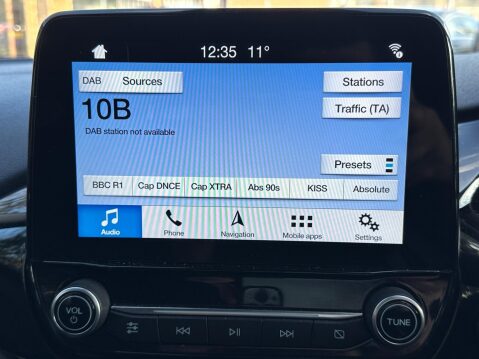 12:35 11°
DAB Sources Stations
10B
Traffic (TA)
DAB station not available
Presets
BBC R1 Cap DNCE Cap XTRA Abs 90s KISS Absolute
Audio Phone Navigation Mobile apps Settings
VOL TUNE